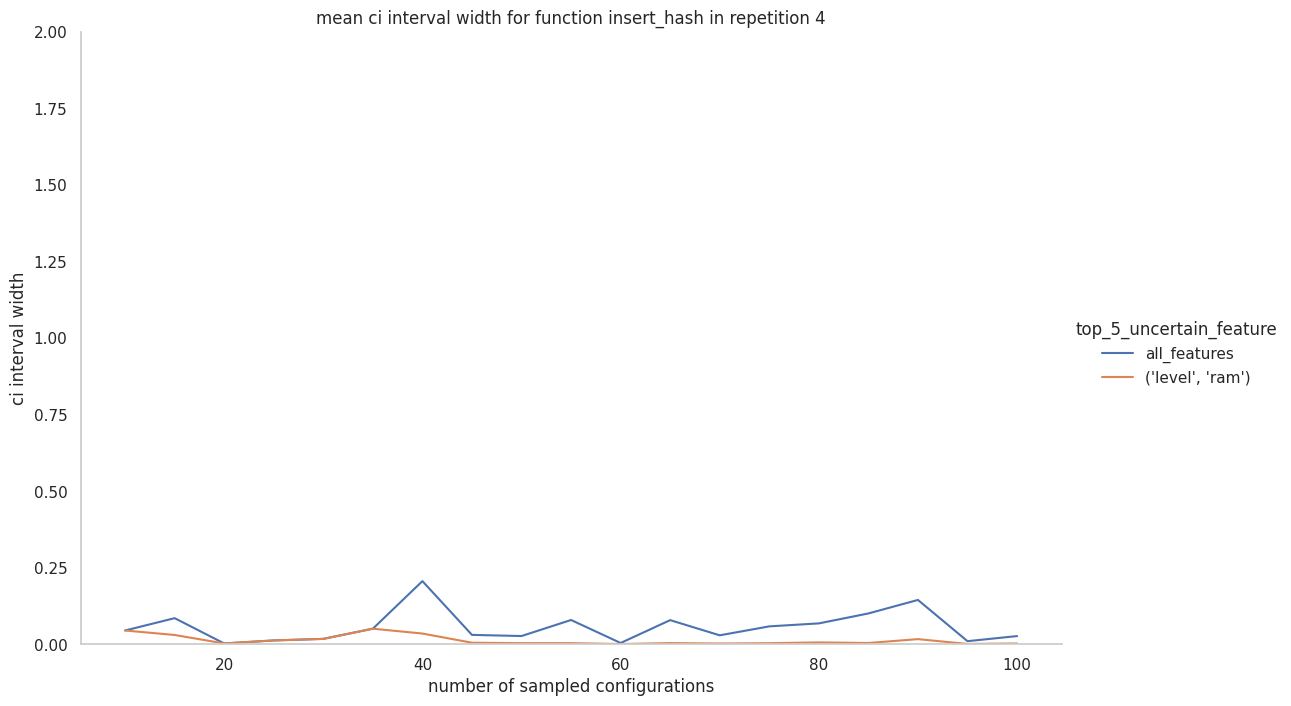 mean ci interval width for function insert_hash in repetition 4
2.00
1.75
1.50
1.25
1.00
0.75
0.50
0.25
0.00
ci interval width
20
40
60
80
100
number of sampled configurations
top_5_uncertain_feature
all_features
('level', 'ram')